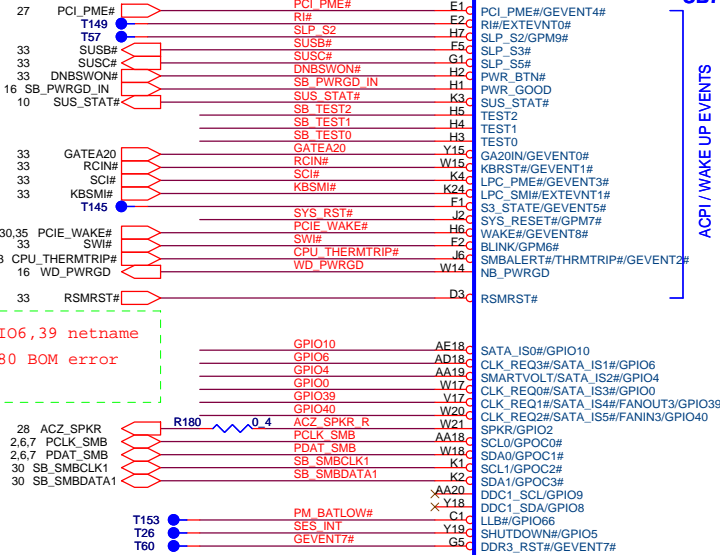 27 PCI_PME# PCI_PME# E1 PCI_PME#/GEVENT4#
T149 RI# E2 RI#/EXTEVNT0#
T57 SLP_S2 H7 SLP_S2/GPM9#
33 SUSB# SUSB# F5 SLP_S3#
33 SUSC# SUSC# G1 SLP_S5#
33 DNBSWON# DNBSWON# H2 PWR_BTN#
16 SB_PWRGD_IN SB_PWRGD_IN H1 PWR_GOOD
10 SUS_STAT# SUS_STAT# K3 SUS_STAT#
SB_TEST2 H5 TEST2
SB_TEST1 H4 TEST1
SB_TEST0 H3 TEST0
33 GATEA20 GATEA20 Y15 GA20IN/GEVENT0#
33 RCIN# RCIN# W15 KBRST#/GEVENT1#
33 SCI# SCI# K4 LPC_PME#/GEVENT3#
33 KBSMI# KBSMI# K24 LPC_SMI#/EXTEVNT1#
T145 F1 S3_STATE/GEVENT5#
SYS_RST# J2 SYS_RESET#/GPM7#
30,35 PCIE_WAKE# PCIE_WAKE# H6 WAKE#/GEVENT8#
33 SWI# SWI# F2 BLINK/GPM6#
CPU_THERMTRIP# CPU_THERMTRIP# J6 SMBALERT#/THRMTRIP#/GEVENT2#
16 WD_PWRGD WD_PWRGD W14 NB_PWRGD
33 RSMRST# D3 RSMRST#
ACPI / WAKE UP EVENTS
IO6,39 netname
80 BOM error
GPIO10 AE18 SATA_IS0#/GPIO10
GPIO6 AD18 CLK_REQ3#/SATA_IS1#/GPIO6
GPIO4 AA19 SMARTVOLT/SATA_IS2#/GPIO4
GPIO0 W17 CLK_REQ0#/SATA_IS3#/GPIO0
GPIO39 V17 CLK_REQ1#/SATA_IS4#/FANOUT3/GPIO39
GPIO40 W20 CLK_REQ2#/SATA_IS5#/FANIN3/GPIO40
28 ACZ_SPKR R180 0_4 ACZ_SPKR_R W21 SPKR/GPIO2
2,6,7 PCLK_SMB PCLK_SMB AA18 SCL0/GPOC0#
2,6,7 PDAT_SMB PDAT_SMB W18 SDA0/GPOC1#
30 SB_SMBCLK1 SB_SMBCLK1 K1 SCL1/GPOC2#
30 SB_SMBDATA1 SB_SMBDATA1 K2 SDA1/GPOC3#
AA20 DDC1_SCL/GPIO9
Y18 DDC1_SDA/GPIO8
T153 PM_BATLOW# C1 LLB#/GPIO66
T26 SES_INT Y19 SHUTDOWN#/GPIO5
T60 GEVENT7# G5 DDR3_RST#/GEVENT7#